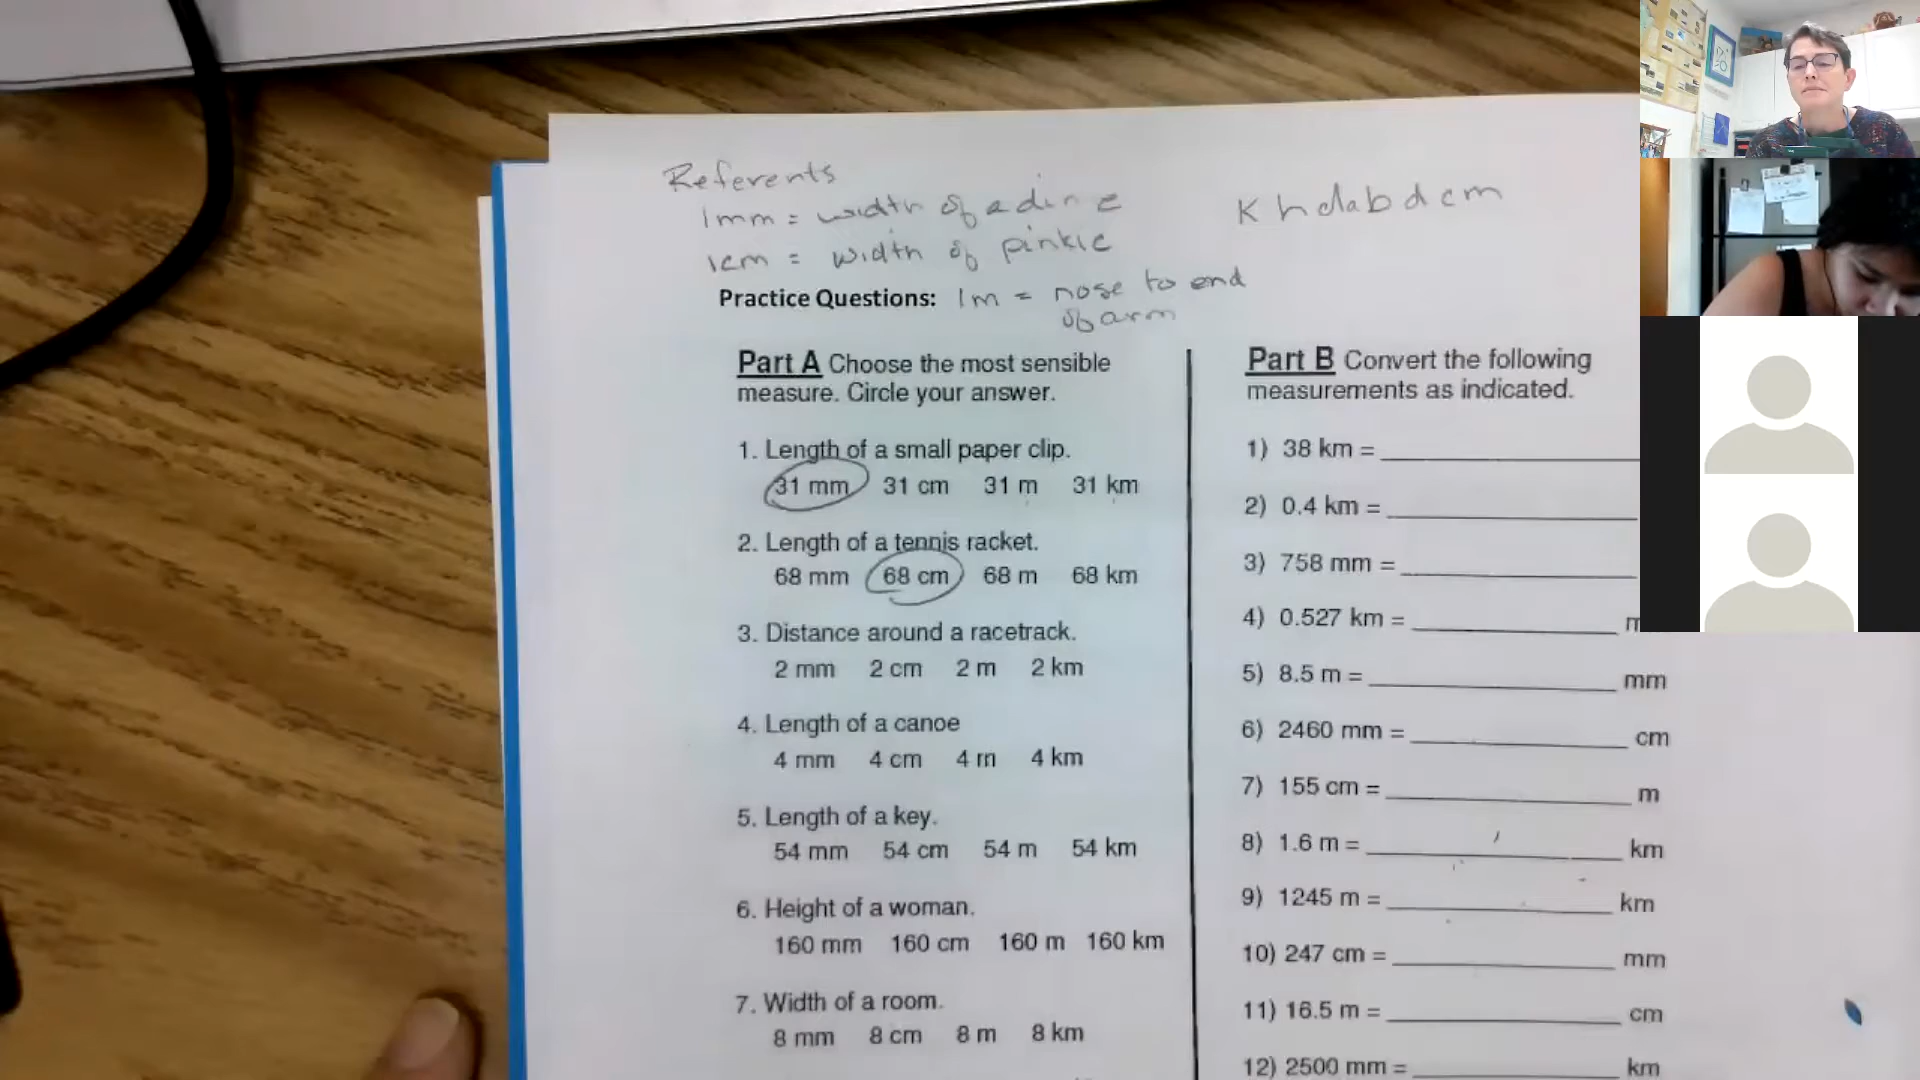 Referents
1mm = width of a dime
1cm = width of pinkie
K h da b d c m
Practice Questions: 1m = nose to end
of arm
Part A Choose the most sensible
measure. Circle your answer.
1. Length of a small paper clip.
31 mm 31 cm 31 m 31 km
2. Length of a tennis racket.
68 mm 68 cm 68 m 68 km
3. Distance around a racetrack.
2 mm 2 cm 2 m 2 km
4. Length of a canoe
4 mm 4 cm 4 m 4 km
5. Length of a key.
54 mm 54 cm 54 m 54 km
6. Height of a woman.
160 mm 160 cm 160 m 160 km
7. Width of a room.
8 mm 8 cm 8 m 8 km
Part B Convert the following
measurements as indicated.
1) 38 km =
2) 0.4 km =
3) 758 mm =
4) 0.527 km =
5) 8.5 m = mm
6) 2460 mm = cm
7) 155 cm = m
8) 1.6 m = km
9) 1245 m = km
10) 247 cm = mm
11) 16.5 m = cm
12) 2500 mm = km